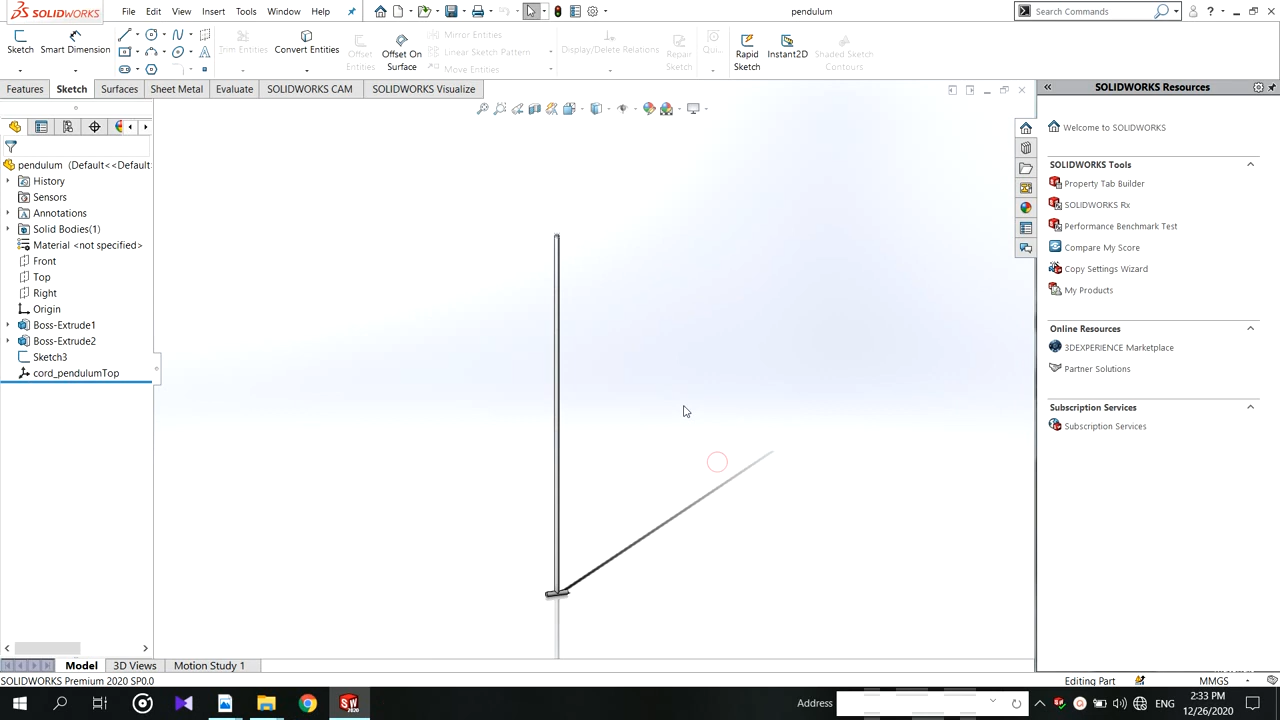 SOLIDWORKS File Edit View Insert Tools Window Help pendulum Search Commands ?
Sketch Smart Dimension Trim Entities Convert Entities Offset Entities Offset On Surface Mirror Entities Linear Sketch Pattern Move Entities Display/Delete Relations Repair Sketch Qui... Rapid Sketch Instant2D Shaded Sketch Contours
Features Sketch Surfaces Sheet Metal Evaluate SOLIDWORKS CAM SOLIDWORKS Visualize
SOLIDWORKS Resources
pendulum (Default<<Default
History
Sensors
Annotations
Solid Bodies(1)
Material <not specified>
Front
Top
Right
Origin
Boss-Extrude1
Boss-Extrude2
Sketch3
cord_pendulumTop
Welcome to SOLIDWORKS
SOLIDWORKS Tools
Property Tab Builder
SOLIDWORKS Rx
Performance Benchmark Test
Compare My Score
Copy Settings Wizard
My Products
Online Resources
3DEXPERIENCE Marketplace
Partner Solutions
Subscription Services
Subscription Services
Model 3D Views Motion Study 1
SOLIDWORKS Premium 2020 SP0.0 Editing Part MMGS
Address ENG 2:33 PM
12/26/2020